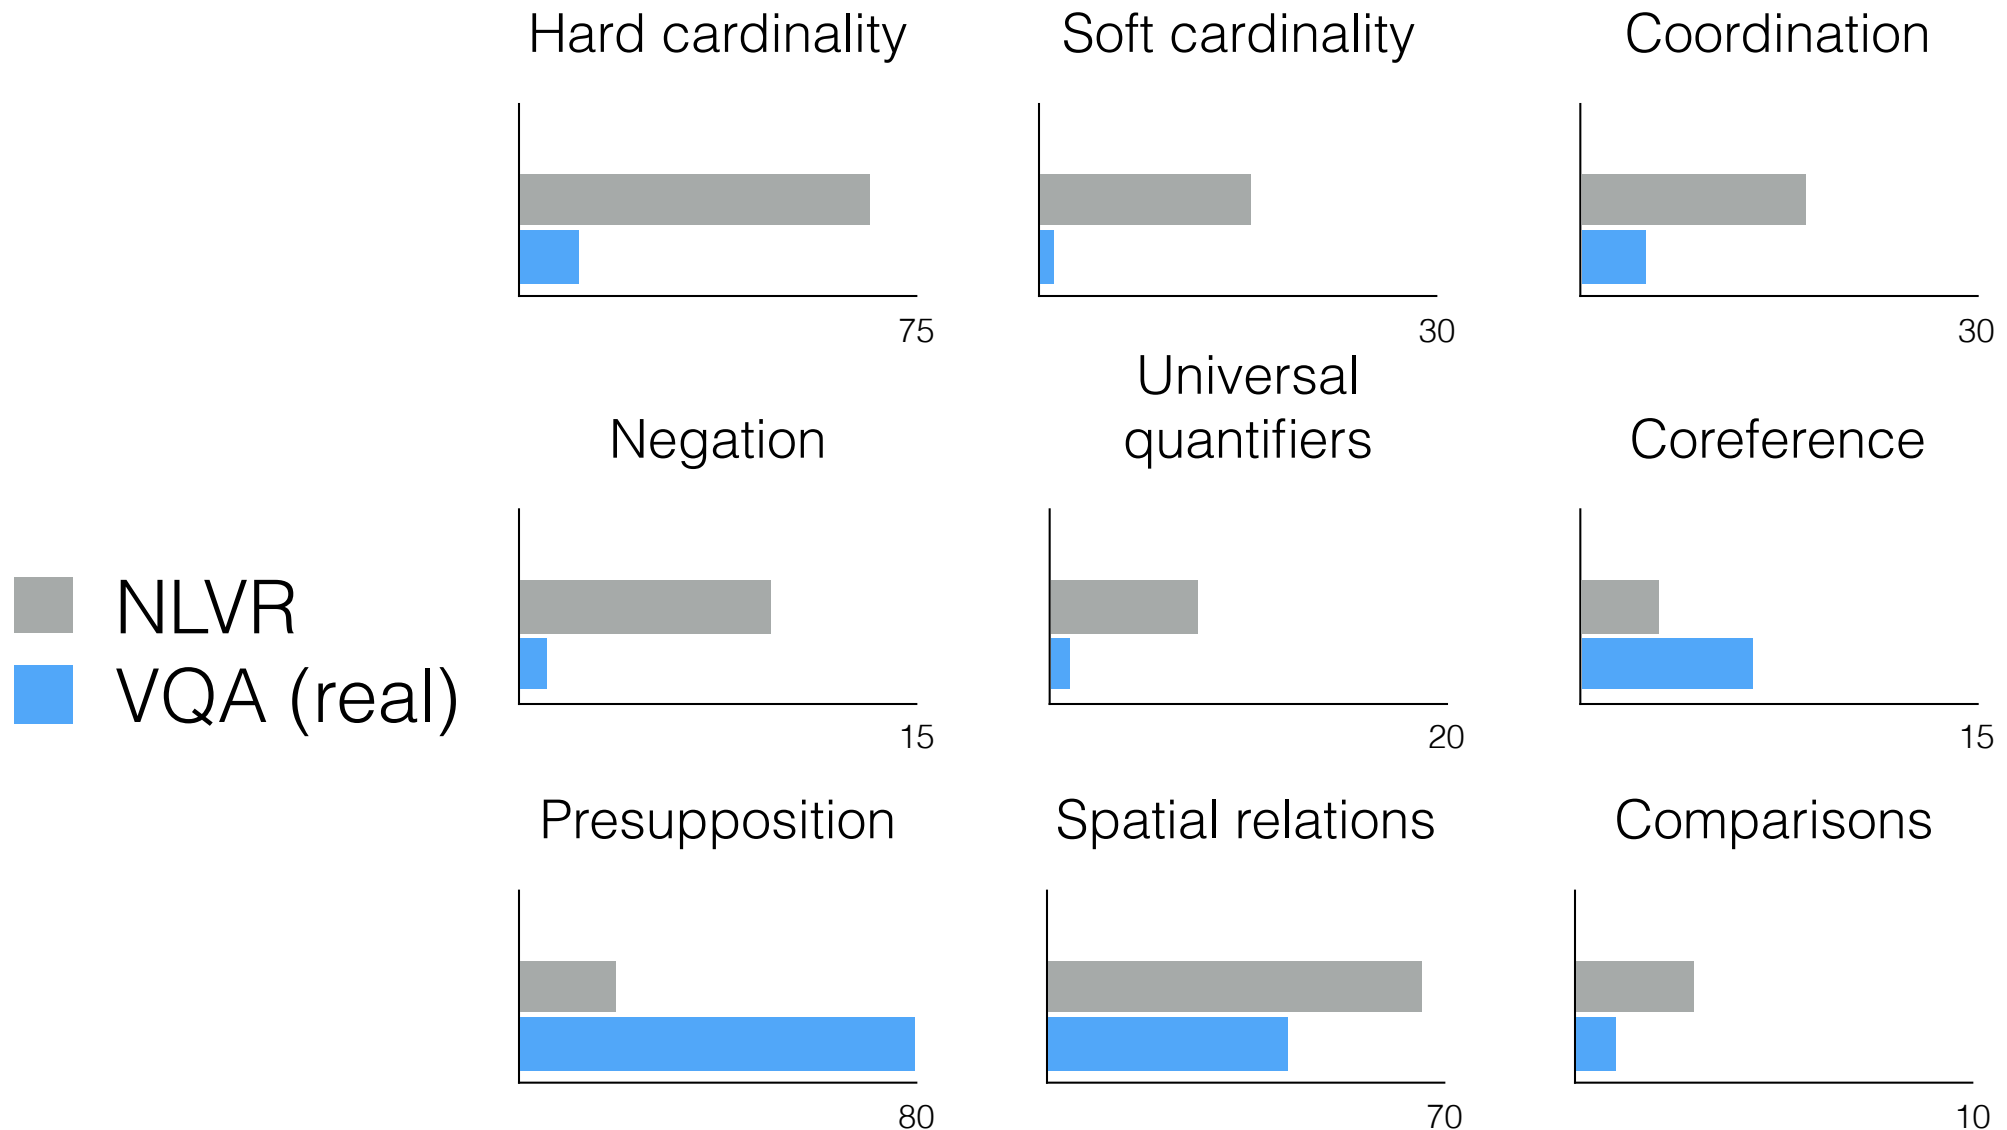 Hard cardinality
Soft cardinality
Coordination
75
30
30
Negation
Universal
quantifiers
Coreference
NLVR
VQA (real)
15
20
15
Presupposition
Spatial relations
Comparisons
80
70
10